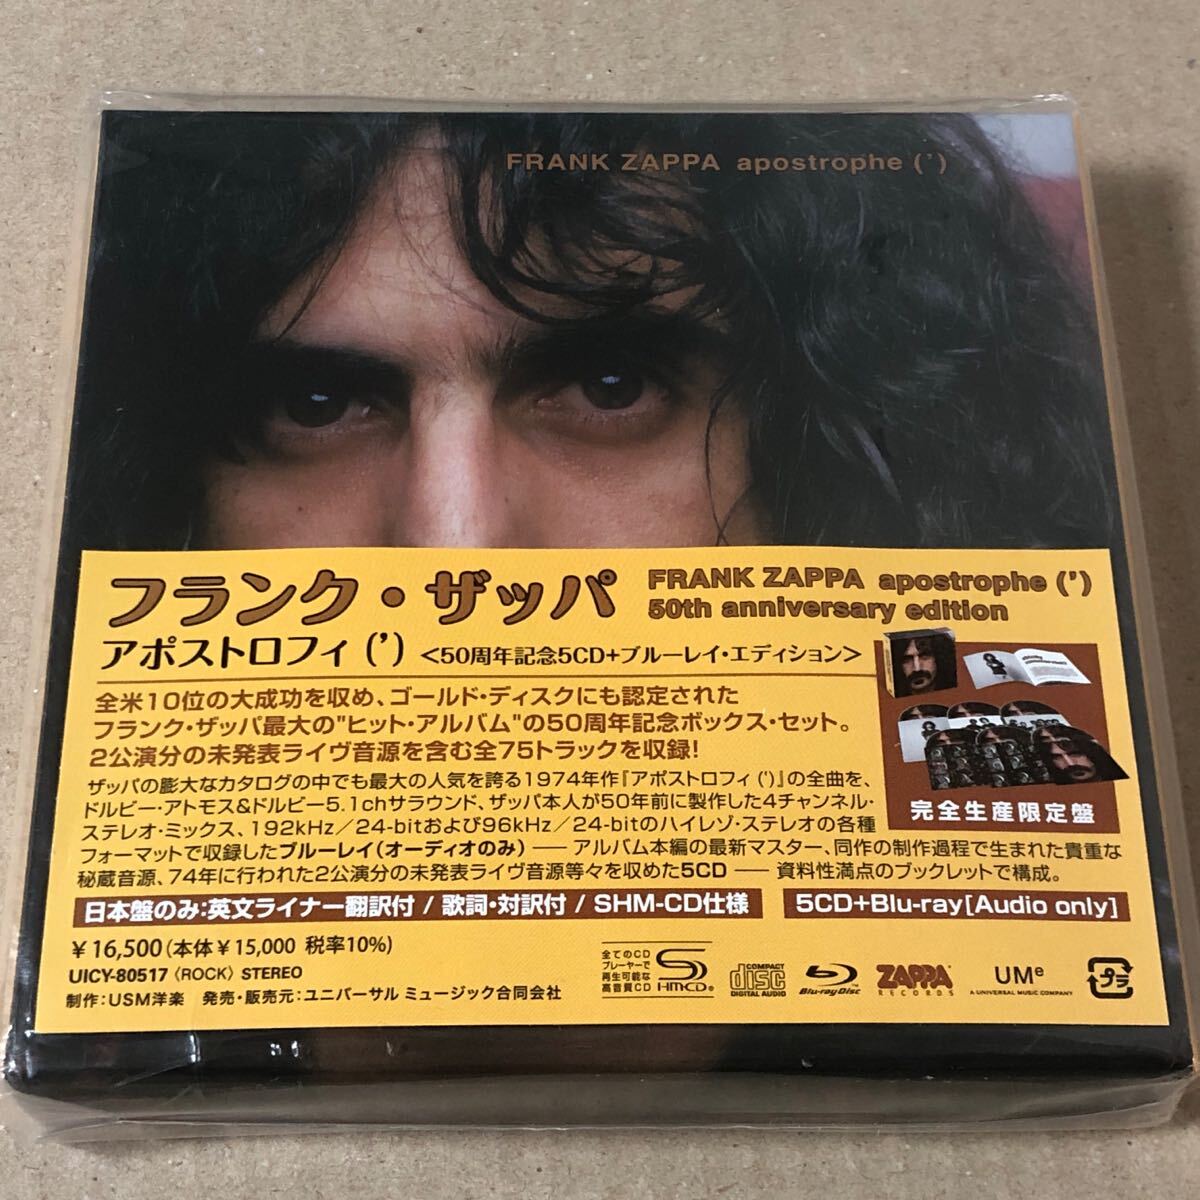 FRANK ZAPPA apostrophe (')
フランク・ザッパ
FRANK ZAPPA apostrophe (')
50th anniversary edition
アポストロフィ (')
<50周年記念5CD+ブルーレイ・エディション>
全米10位の大成功を収め、ゴールド・ディスクにも認定された
フランク・ザッパ最大の"ヒット・アルバム"の50周年記念ボックス・セット。
2公演分の未発表ライヴ音源を含む全75トラックを収録!
ザッパの膨大なカタログの中でも最大の人気を誇る1974年作『アポストロフィ (')』の全曲を、
ドルビー・アトモス&ドルビー5.1chサラウンド、ザッパ本人が50年前に製作した4チャンネル・
ステレオ・ミックス、192kHz/24-bitおよび96kHz/24-bitのハイレゾ・ステレオの各種
フォーマットで収録したブルーレイ(オーディオのみ) ── アルバム本編の最新マスター、同作の制作過程で生まれた貴重な
秘蔵音源、74年に行われた2公演分の未発表ライヴ音源等々を収めた5CD ── 資料性満点のブックレットで構成。
完全生産限定盤
日本盤のみ:英文ライナー翻訳付 / 歌詞・対訳付 / SHM-CD仕様
5CD+Blu-ray[Audio only]
¥16,500(本体¥15,000 税率10%)
UICY-80517 〈ROCK〉 STEREO
制作:USM洋楽 発売・販売元:ユニバーサル ミュージック合同会社
全てのCD
プレーヤーで
再生可能な
高音質CD
SHM-CD®
COMPACT
disc
DIGITAL AUDIO
Blu-ray Disc™
ZAPPA
RECORDS
UMe
A UNIVERSAL MUSIC COMPANY
プラ